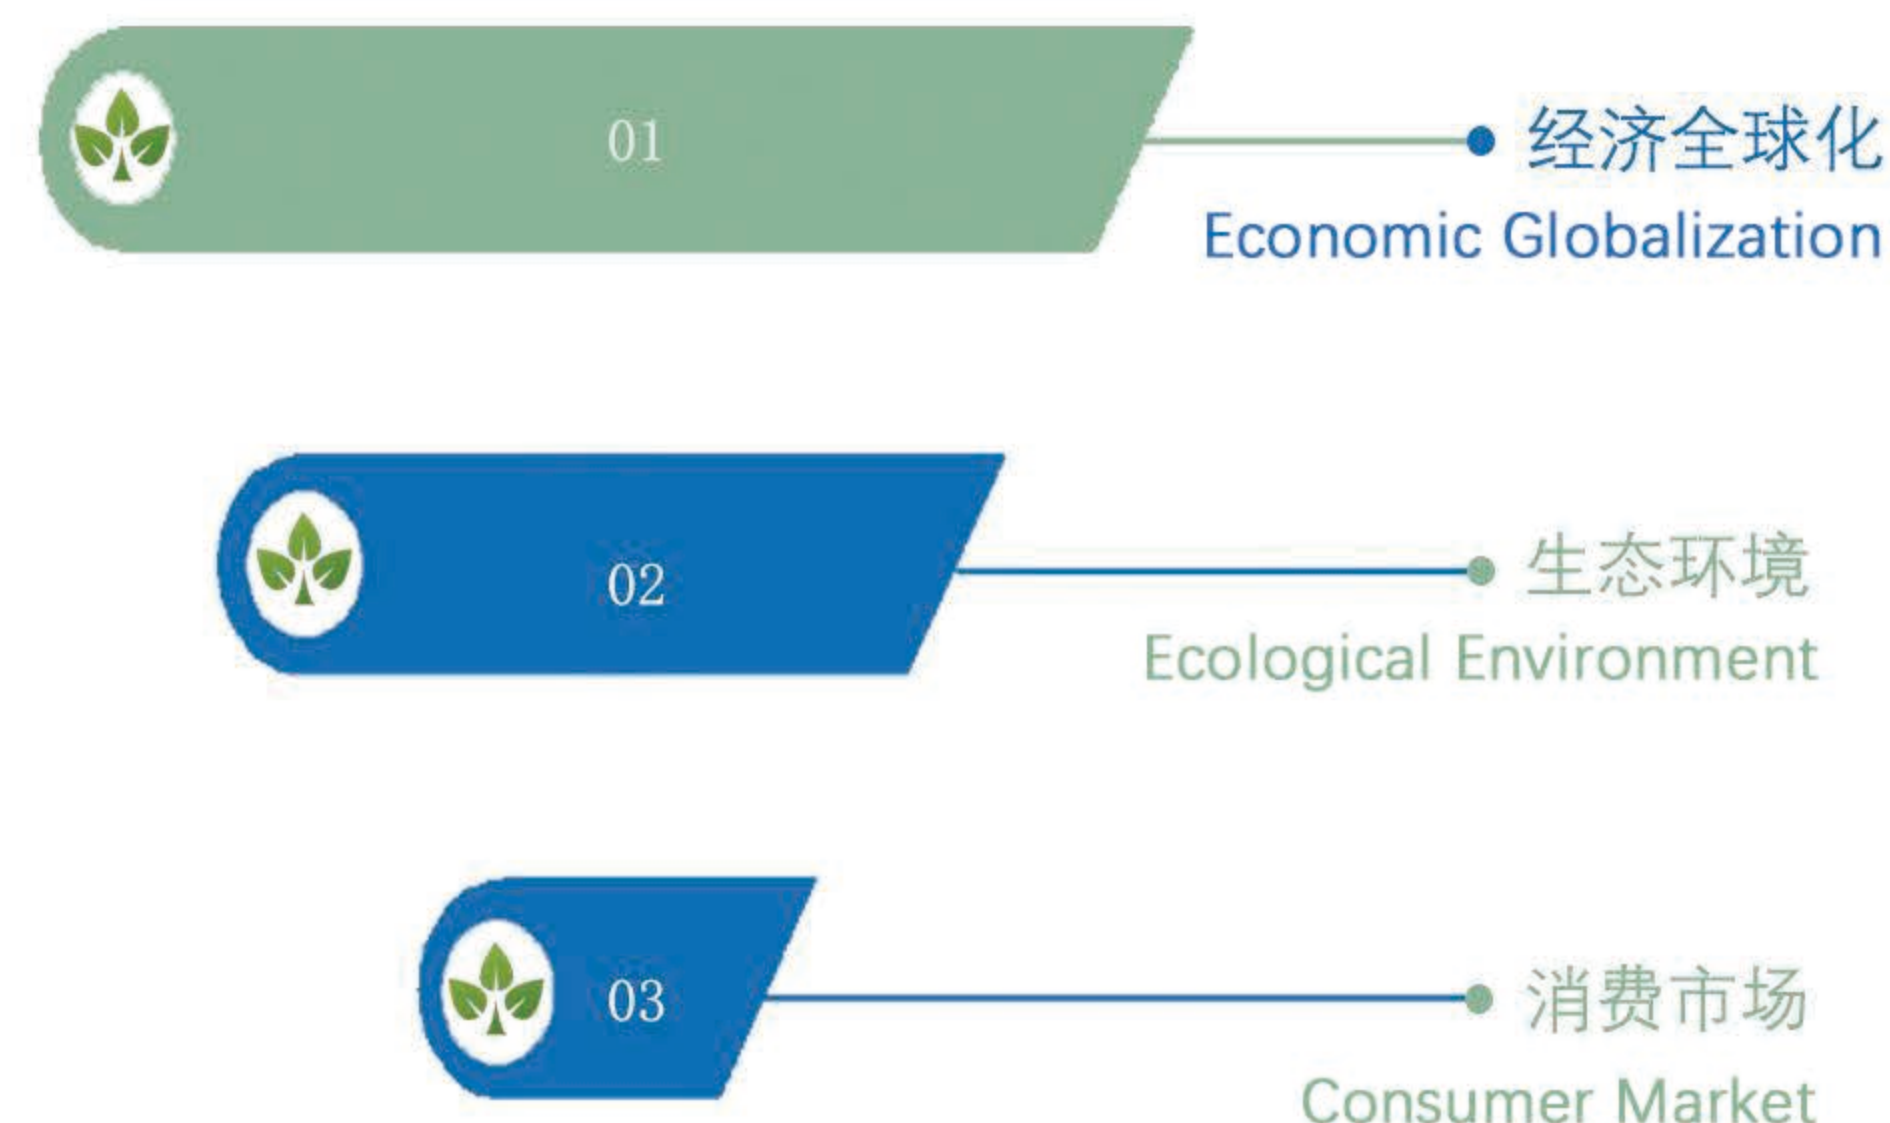 01
经济全球化
Economic Globalization
02
生态环境
Ecological Environment
03
消费市场
Consumer Market